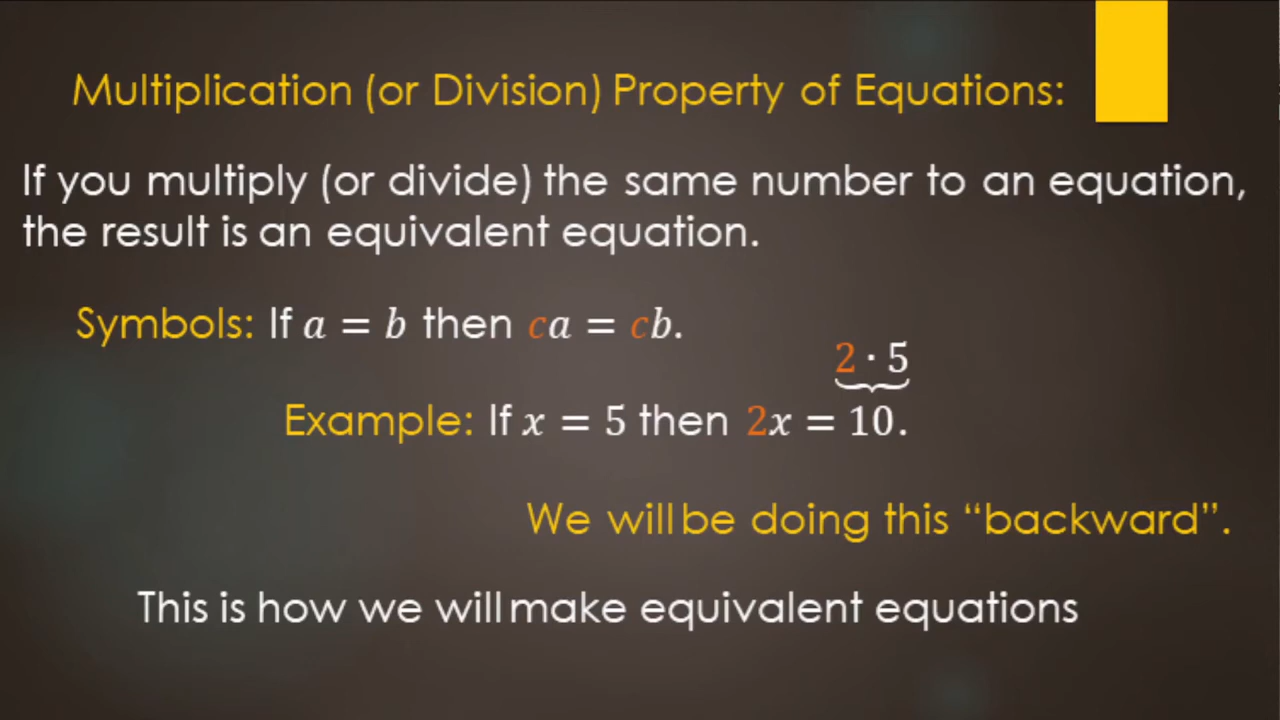 Multiplication (or Division) Property of Equations:
If you multiply (or divide) the same number to an equation,
the result is an equivalent equation.
Symbols: If a = b then ca = cb.
2 · 5
Example: If x = 5 then 2x = 10.
We will be doing this “backward”.
This is how we will make equivalent equations